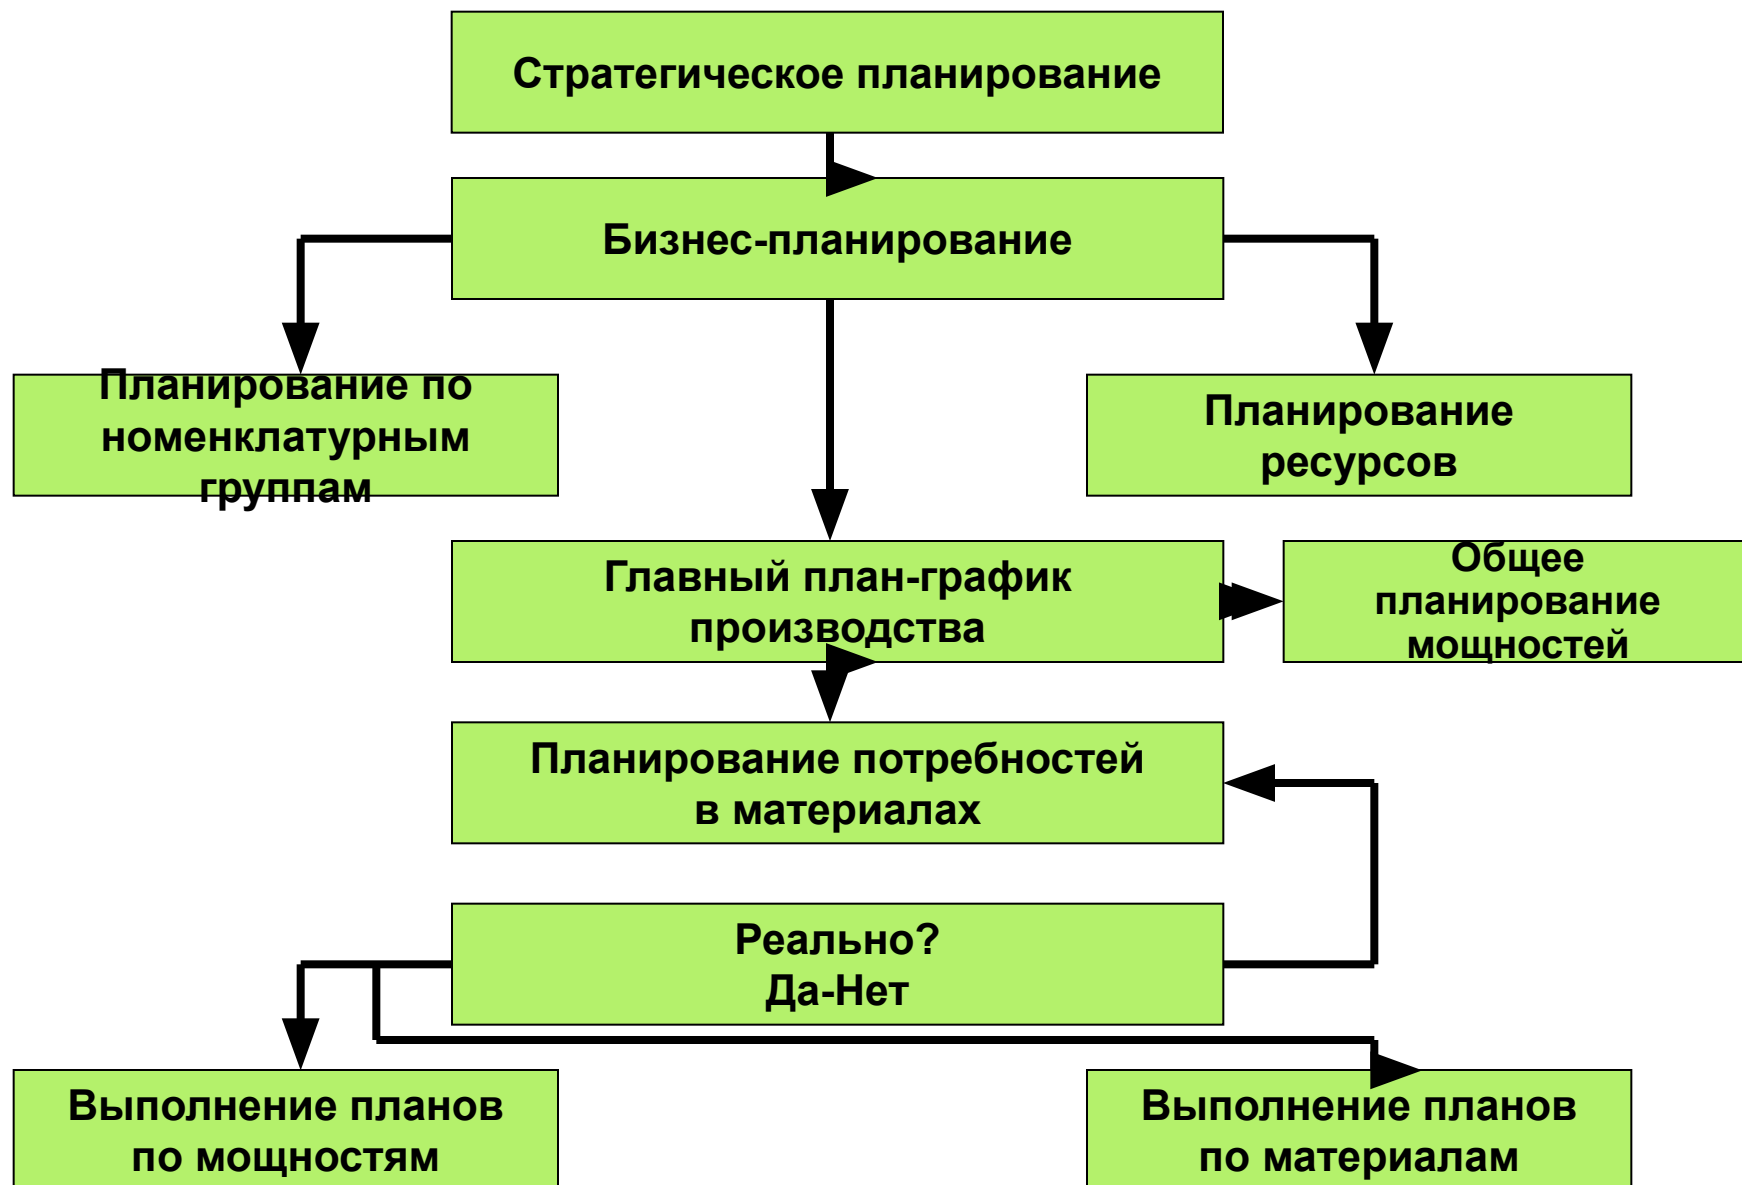 Стратегическое планирование
Бизнес-планирование
Планирование по
номенклатурным
группам
Планирование
ресурсов
Главный план-график
производства
Общее
планирование
мощностей
Планирование потребностей
в материалах
Реально?
Да-Нет
Выполнение планов
по мощностям
Выполнение планов
по материалам